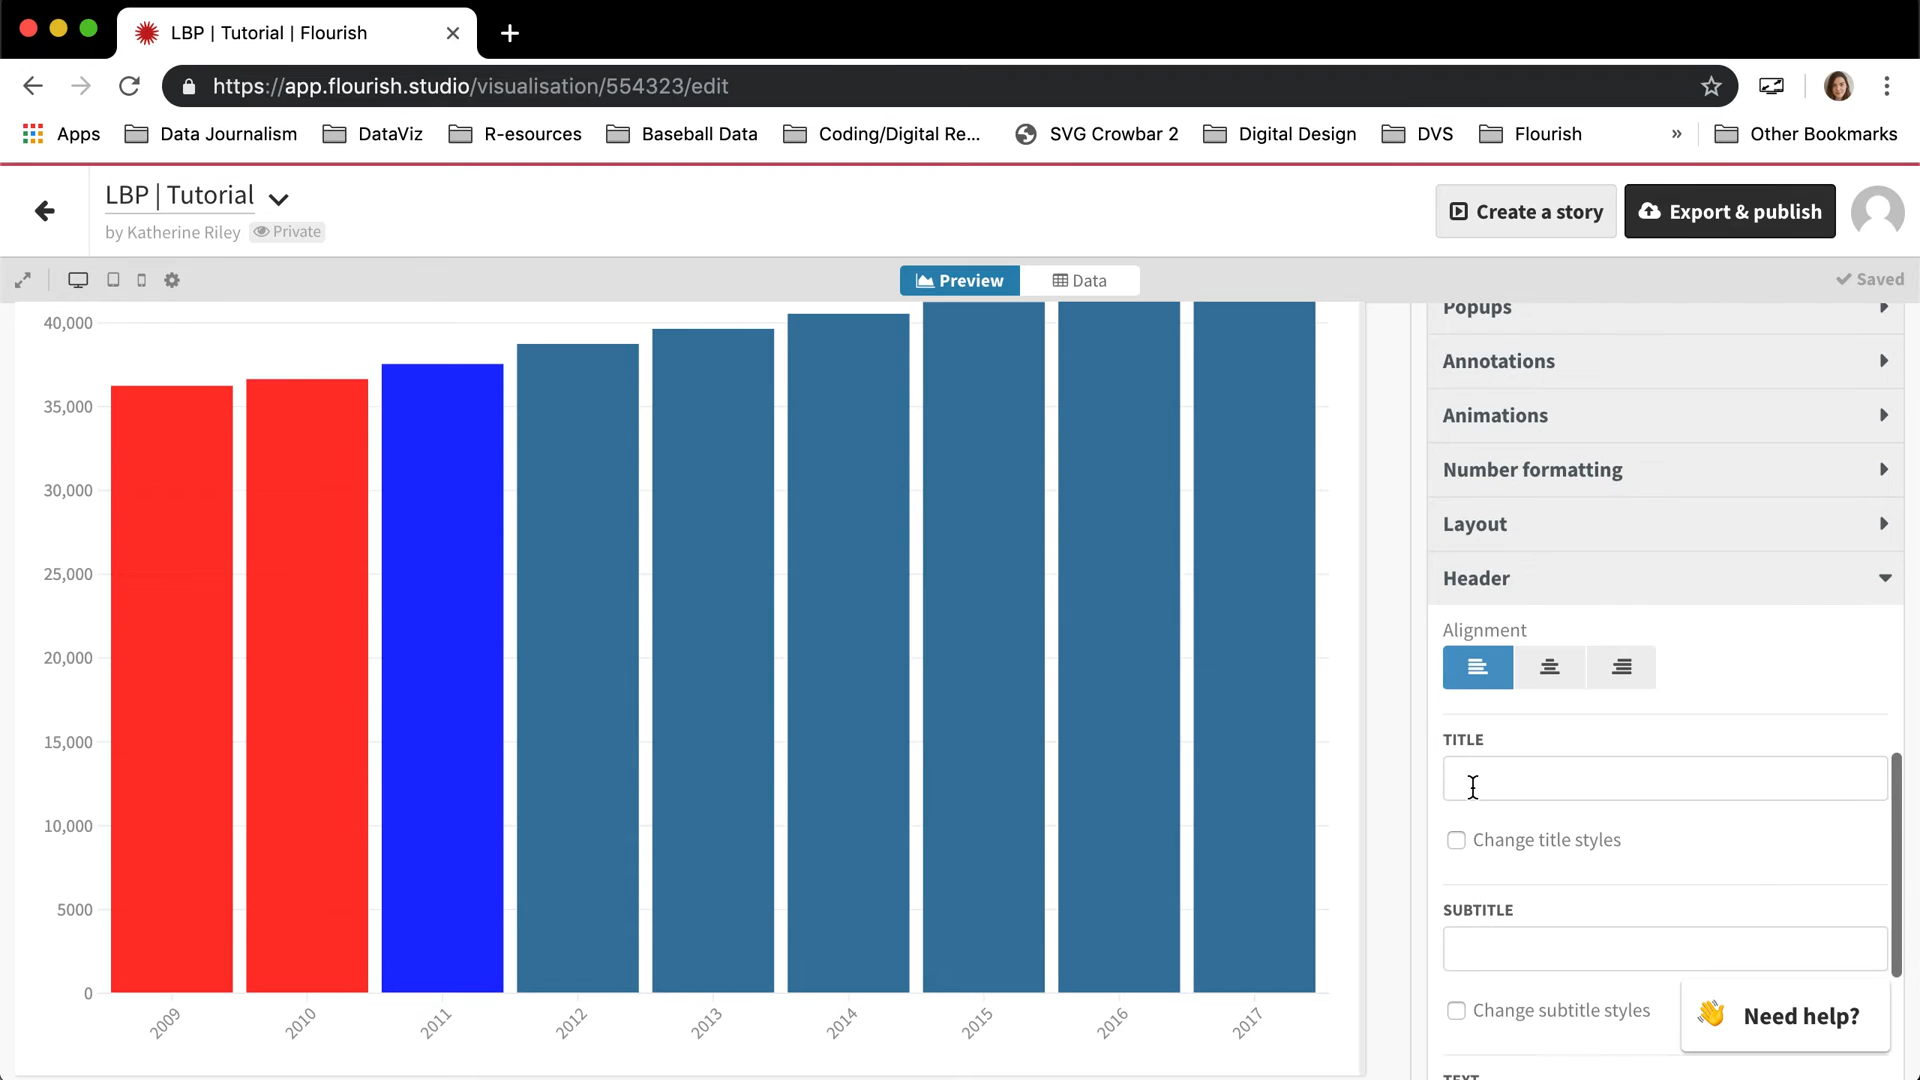 LBP | Tutorial | Flourish
https://app.flourish.studio/visualisation/554323/edit
Apps Data Journalism DataViz R-esources Baseball Data Coding/Digital Re... SVG Crowbar 2 Digital Design DVS Flourish » Other Bookmarks
LBP | Tutorial
by Katherine Riley Private
Create a story
Export & publish
Preview
Data
Saved
40,000
35,000
30,000
25,000
20,000
15,000
10,000
5000
0
2009 2010 2011 2012 2013 2014 2015 2016 2017
Popups
Annotations
Animations
Number formatting
Layout
Header
Alignment
TITLE
Change title styles
SUBTITLE
Change subtitle styles
Need help?
TEXT